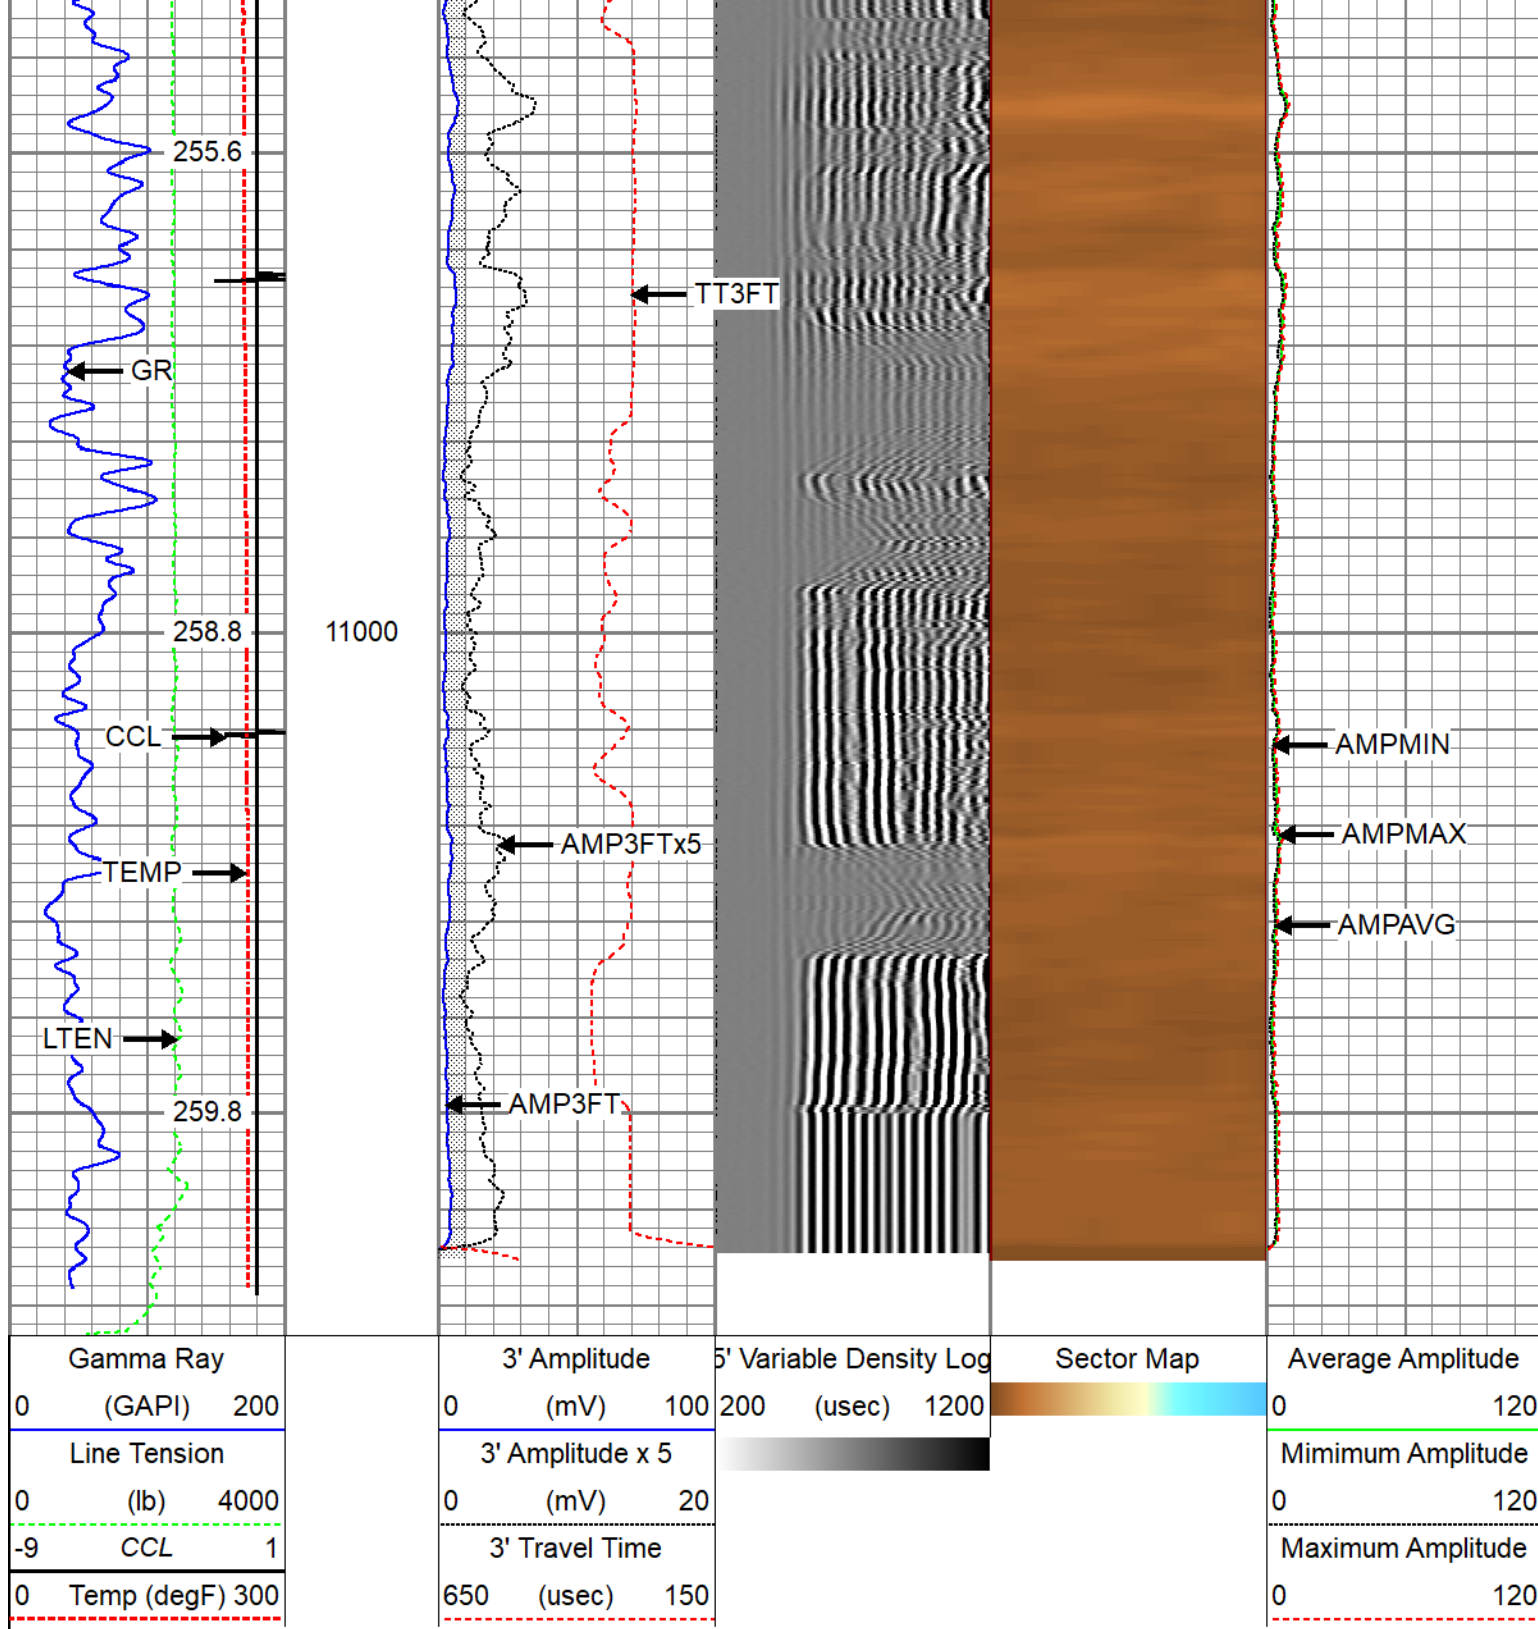 255.6
TT3FT
GR
258.8
11000
CCL
AMPMIN
AMPMAX
AMP3FTx5
TEMP
AMPAVG
LTEN
AMP3FT
259.8
Gamma Ray
0 (GAPI) 200
Line Tension
0 (lb) 4000
-9 CCL 1
0 Temp (degF) 300
3' Amplitude
0 (mV) 100
3' Amplitude x 5
0 (mV) 20
3' Travel Time
650 (usec) 150
5' Variable Density Log
200 (usec) 1200
Sector Map
Average Amplitude
0 120
Mimimum Amplitude
0 120
Maximum Amplitude
0 120